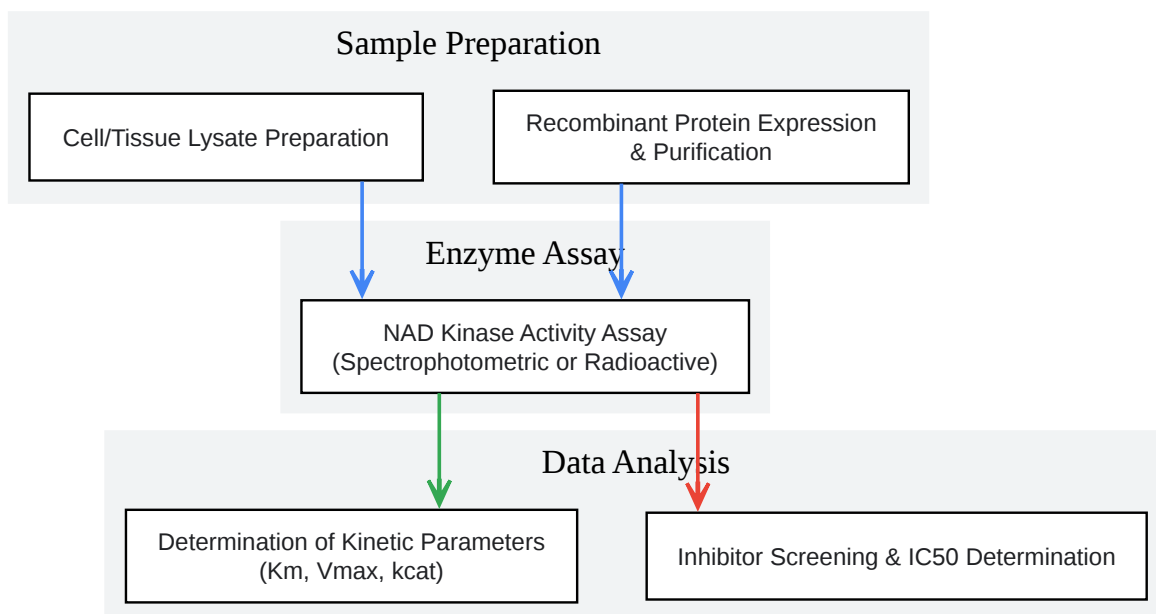 Sample Preparation
Cell/Tissue Lysate Preparation
Recombinant Protein Expression
& Purification
Enzyme Assay
NAD Kinase Activity Assay
(Spectrophotometric or Radioactive)
Data Analysis
Determination of Kinetic Parameters
(Km, Vmax, kcat)
Inhibitor Screening & IC50 Determination